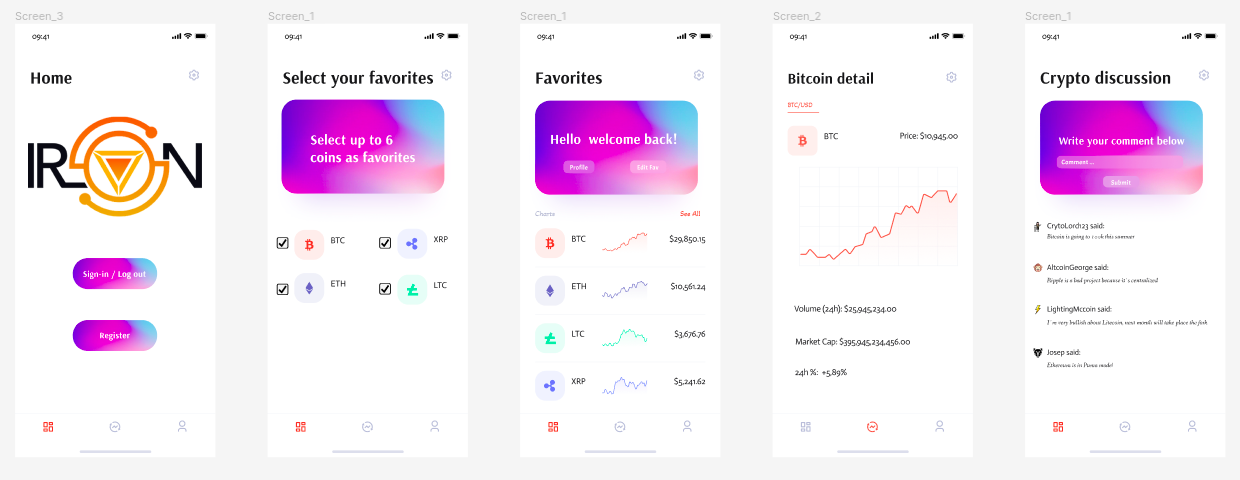 Screen_3
09:41
Home
IRON
Sign-in / Log out
Register
Screen_1
09:41
Select your favorites
Select up to 6
coins as favorites
BTC
XRP
ETH
LTC
Screen_1
09:41
Favorites
Hello welcome back!
Profile
Edit Fav
Charts
See All
BTC
$29,850.15
ETH
$10,561.24
LTC
$3,676.76
XRP
$5,241.62
Screen_2
09:41
Bitcoin detail
BTC/USD
BTC
Price: $10,945.00
Volume (24h): $25,945,234.00
Market Cap: $395,945,234,456.00
24h %: +5.89%
Screen_1
09:41
Crypto discussion
Write your comment below
Comment ...
Submit
CrytoLord123 said:
Bitcoin is going to 100k this summer
AltcoinGeorge said:
Ripple is a bad project because it's centralized
LightingMccoin said:
I'm very bullish about Litecoin, next month will take place the fork
Josep said:
Ethereum is in Puma mode!